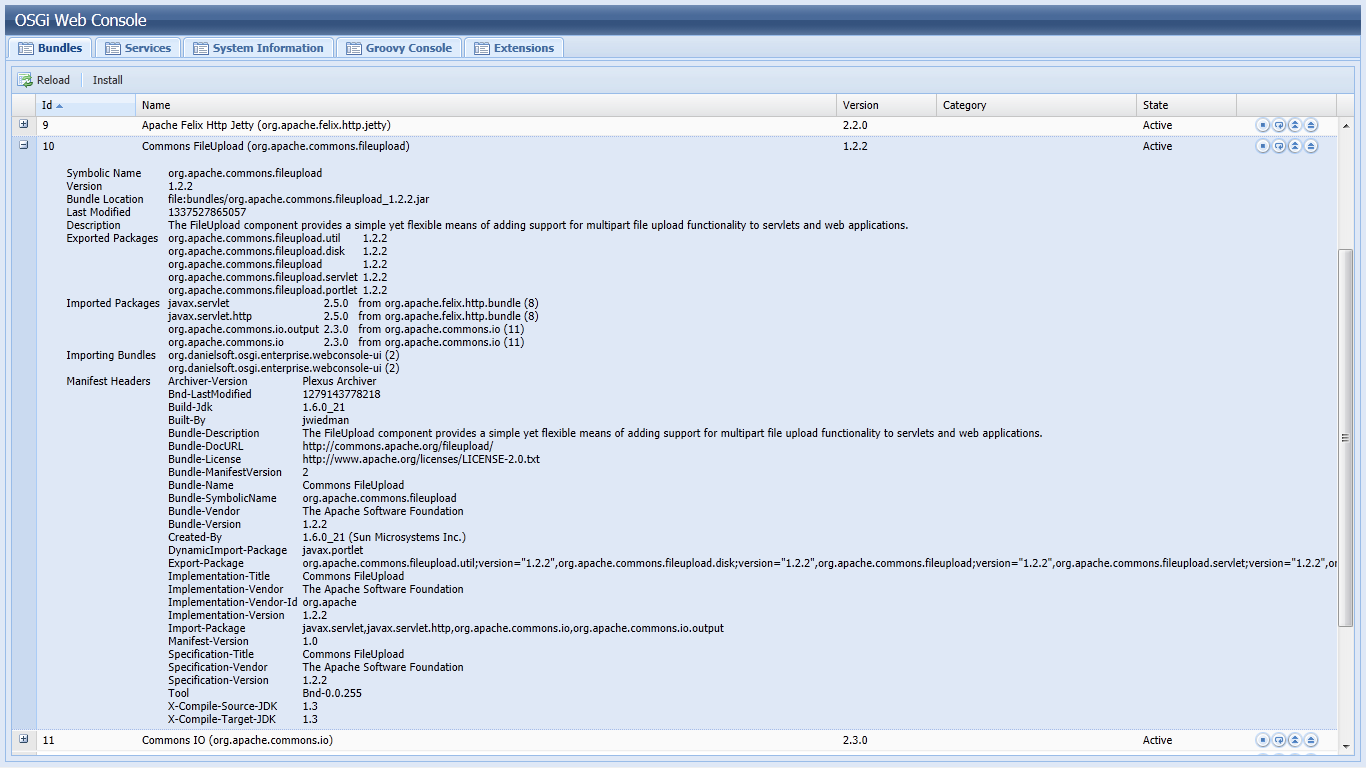 OSGi Web Console
Bundles Services System Information Groovy Console Extensions
Reload Install
Id Name Version Category State
9 Apache Felix Http Jetty (org.apache.felix.http.jetty) 2.2.0 Active
10 Commons FileUpload (org.apache.commons.fileupload) 1.2.2 Active
Symbolic Name org.apache.commons.fileupload
Version 1.2.2
Bundle Location file:bundles/org.apache.commons.fileupload_1.2.2.jar
Last Modified 1337527865057
Description The FileUpload component provides a simple yet flexible means of adding support for multipart file upload functionality to servlets and web applications.
Exported Packages org.apache.commons.fileupload.util 1.2.2
org.apache.commons.fileupload.disk 1.2.2
org.apache.commons.fileupload 1.2.2
org.apache.commons.fileupload.servlet 1.2.2
org.apache.commons.fileupload.portlet 1.2.2
Imported Packages javax.servlet 2.5.0 from org.apache.felix.http.bundle (8)
javax.servlet.http 2.5.0 from org.apache.felix.http.bundle (8)
org.apache.commons.io.output 2.3.0 from org.apache.commons.io (11)
org.apache.commons.io 2.3.0 from org.apache.commons.io (11)
Importing Bundles org.danielsoft.osgi.enterprise.webconsole-ui (2)
org.danielsoft.osgi.enterprise.webconsole-ui (2)
Manifest Headers Archiver-Version Plexus Archiver
Bnd-LastModified 1279143778218
Build-Jdk 1.6.0_21
Built-By jwiedman
Bundle-Description The FileUpload component provides a simple yet flexible means of adding support for multipart file upload functionality to servlets and web applications.
Bundle-DocURL http://commons.apache.org/fileupload/
Bundle-License http://www.apache.org/licenses/LICENSE-2.0.txt
Bundle-ManifestVersion 2
Bundle-Name Commons FileUpload
Bundle-SymbolicName org.apache.commons.fileupload
Bundle-Vendor The Apache Software Foundation
Bundle-Version 1.2.2
Created-By 1.6.0_21 (Sun Microsystems Inc.)
DynamicImport-Package javax.portlet
Export-Package org.apache.commons.fileupload.util;version="1.2.2",org.apache.commons.fileupload.disk;version="1.2.2",org.apache.commons.fileupload;version="1.2.2",org.apache.commons.fileupload.servlet;version="1.2.2",or
Implementation-Title Commons FileUpload
Implementation-Vendor The Apache Software Foundation
Implementation-Vendor-Id org.apache
Implementation-Version 1.2.2
Import-Package javax.servlet,javax.servlet.http,org.apache.commons.io,org.apache.commons.io.output
Manifest-Version 1.0
Specification-Title Commons FileUpload
Specification-Vendor The Apache Software Foundation
Specification-Version 1.2.2
Tool Bnd-0.0.255
X-Compile-Source-JDK 1.3
X-Compile-Target-JDK 1.3
11 Commons IO (org.apache.commons.io) 2.3.0 Active